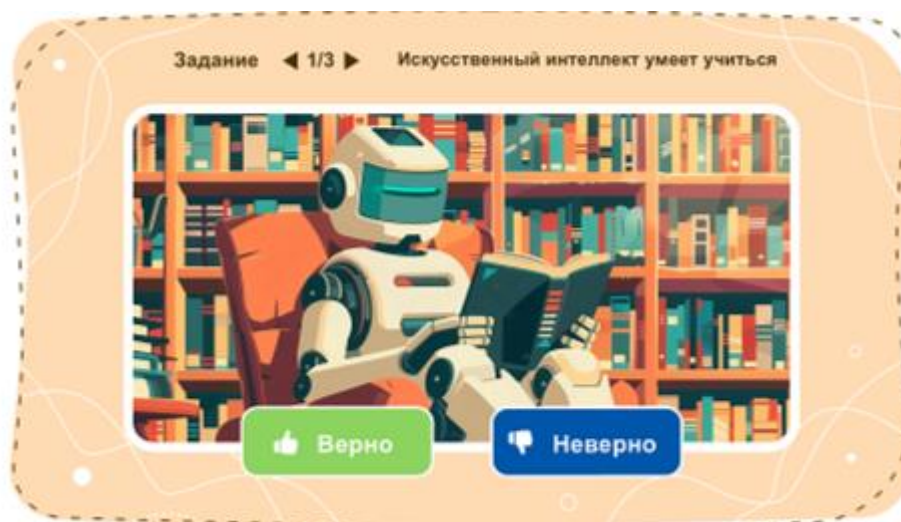 Задание ◀ 1/3 ▶ Искусственный интеллект умеет учиться
Верно
Неверно